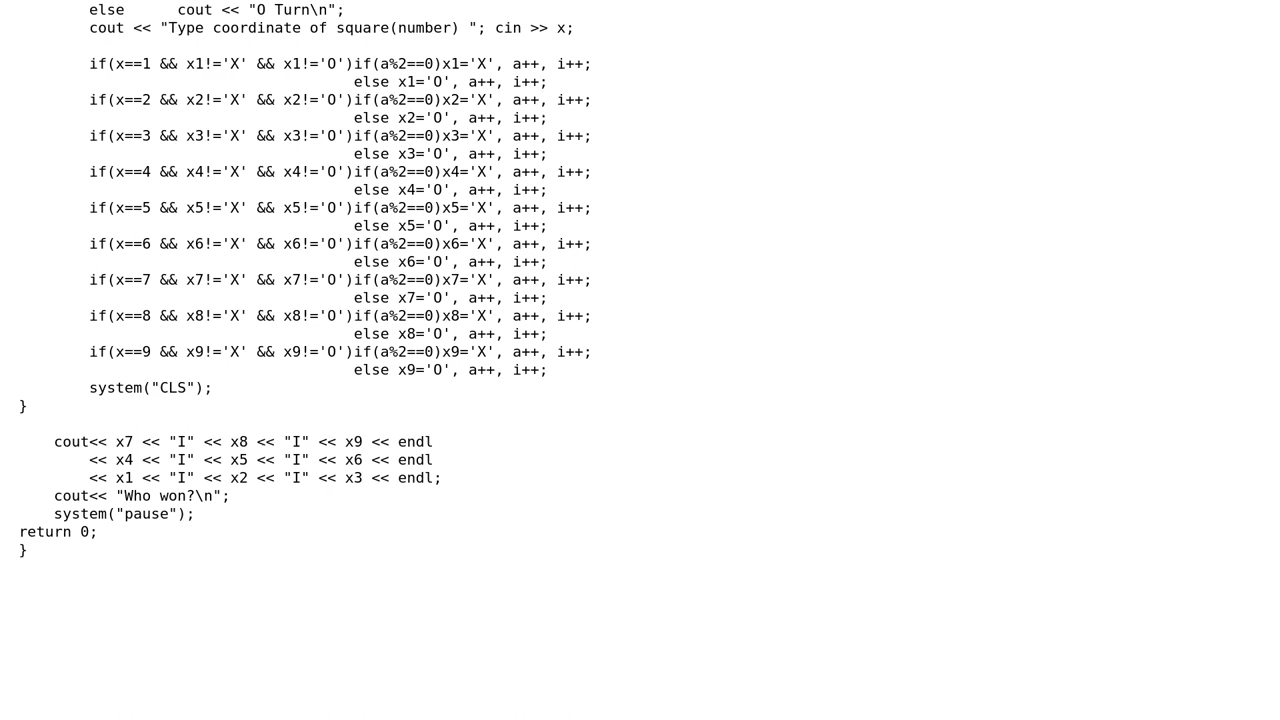 else      cout << "O Turn\n";
cout << "Type coordinate of square(number) "; cin >> x;
if(x==1 && x1!='X' && x1!='O')if(a%2==0)x1='X', a++, i++;
else x1='O', a++, i++;
if(x==2 && x2!='X' && x2!='O')if(a%2==0)x2='X', a++, i++;
else x2='O', a++, i++;
if(x==3 && x3!='X' && x3!='O')if(a%2==0)x3='X', a++, i++;
else x3='O', a++, i++;
if(x==4 && x4!='X' && x4!='O')if(a%2==0)x4='X', a++, i++;
else x4='O', a++, i++;
if(x==5 && x5!='X' && x5!='O')if(a%2==0)x5='X', a++, i++;
else x5='O', a++, i++;
if(x==6 && x6!='X' && x6!='O')if(a%2==0)x6='X', a++, i++;
else x6='O', a++, i++;
if(x==7 && x7!='X' && x7!='O')if(a%2==0)x7='X', a++, i++;
else x7='O', a++, i++;
if(x==8 && x8!='X' && x8!='O')if(a%2==0)x8='X', a++, i++;
else x8='O', a++, i++;
if(x==9 && x9!='X' && x9!='O')if(a%2==0)x9='X', a++, i++;
else x9='O', a++, i++;
system("CLS");
}
cout<< x7 << "I" << x8 << "I" << x9 << endl
<< x4 << "I" << x5 << "I" << x6 << endl
<< x1 << "I" << x2 << "I" << x3 << endl;
cout<< "Who won?\n";
system("pause");
return 0;
}